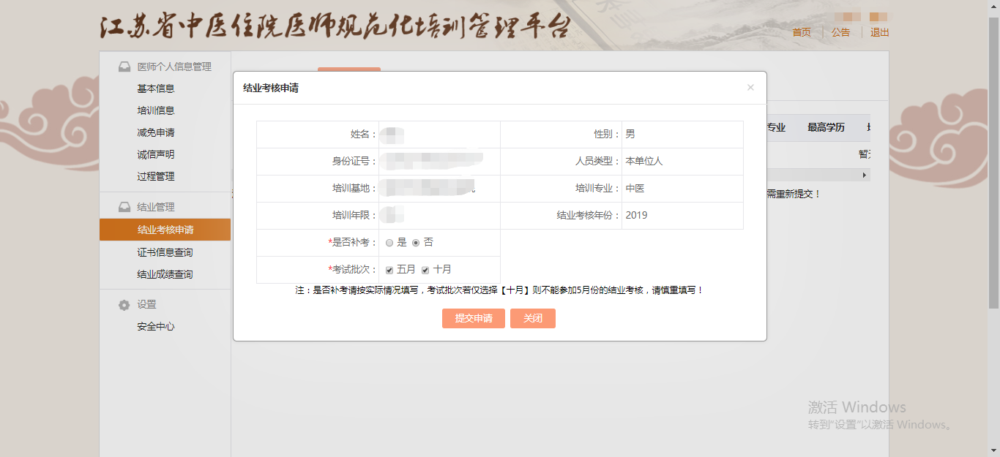 江苏省中医住院医师规范化培训管理平台
首页 公告 退出
医师个人信息管理
基本信息
培训信息
减免申请
诚信声明
过程管理
结业管理
结业考核申请
证书信息查询
结业成绩查询
设置
安全中心
结业考核申请 ×
姓名： 性别： 男
身份证号： 人员类型： 本单位人
培训基地： 培训专业： 中医
培训年限： 结业考核年份： 2019
*是否补考： 是 否
*考试批次： 五月 十月
注：是否补考请按实际情况填写，考试批次若仅选择【十月】则不能参加5月份的结业考核，请慎重填写！
提交申请 关闭
专业 最高学历
暂
需重新提交！
激活 Windows
转到"设置"以激活 Windows。